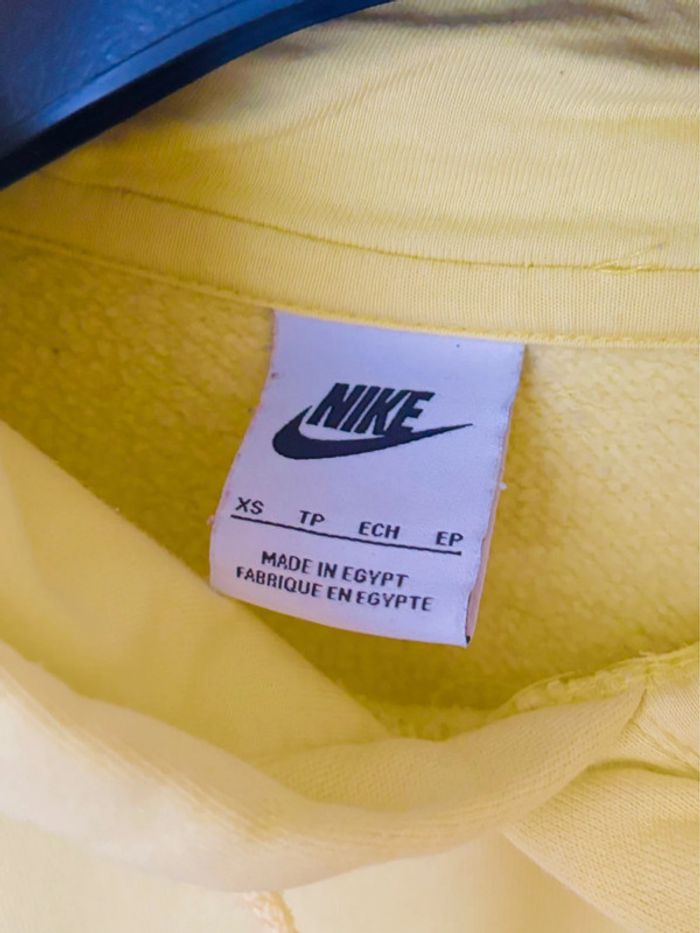 NIKE
XS TP ECH EP
MADE IN EGYPT
FABRIQUE EN EGYPTE